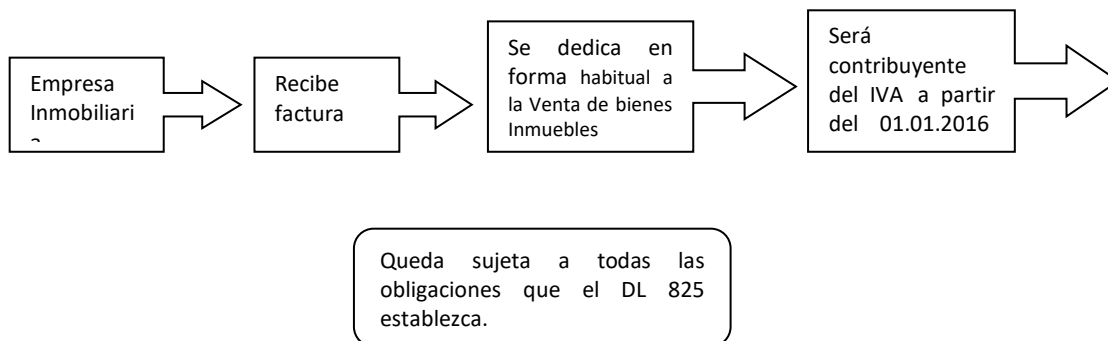 Empresa
Inmobiliari
a
Recibe
factura
Se dedica en
forma habitual a
la Venta de bienes
Inmuebles
Será
contribuyente
del IVA a partir
del 01.01.2016
Queda sujeta a todas las
obligaciones que el DL 825
establezca.